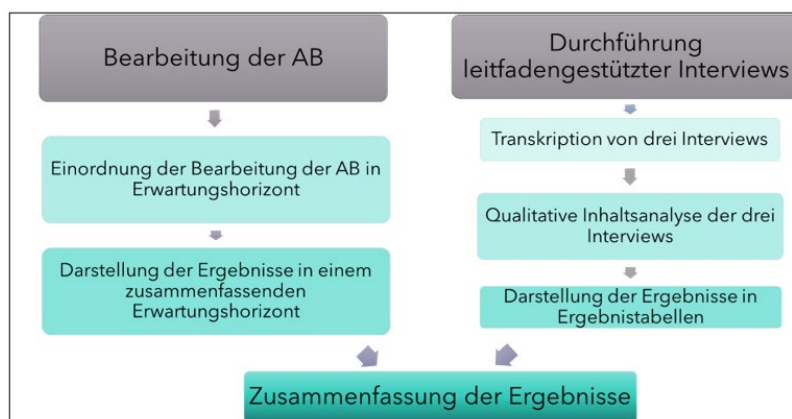 Bearbeitung der AB
Einordnung der Bearbeitung der AB in
Erwartungshorizont
Darstellung der Ergebnisse in einem
zusammenfassenden
Erwartungshorizont
Durchführung
leitfadengestützter Interviews
Transkription von drei Interviews
Qualitative Inhaltsanalyse der drei
Interviews
Darstellung der Ergebnisse in
Ergebnistabellen
Zusammenfassung der Ergebnisse